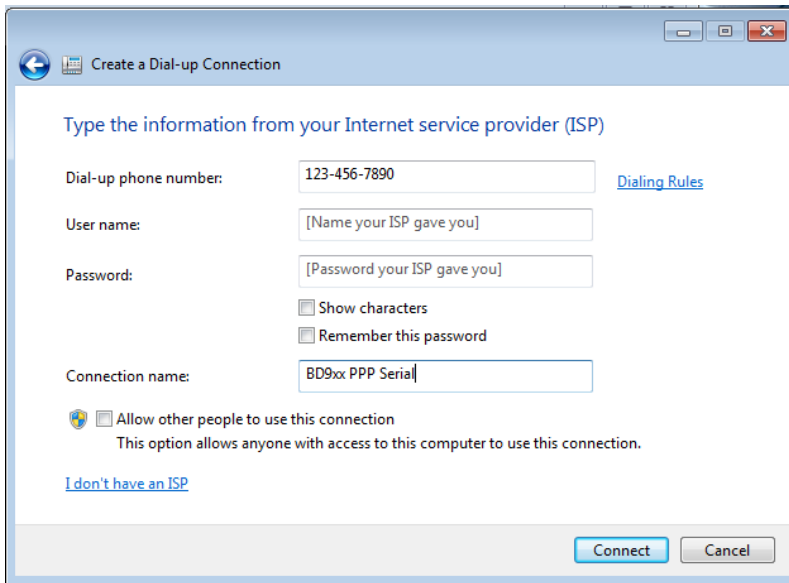 Create a Dial-up Connection
Type the information from your Internet service provider (ISP)
Dial-up phone number: 123-456-7890 Dialing Rules
User name: [Name your ISP gave you]
Password: [Password your ISP gave you]
Show characters
Remember this password
Connection name: BD9xx PPP Serial
Allow other people to use this connection
This option allows anyone with access to this computer to use this connection.
I don't have an ISP
Connect Cancel